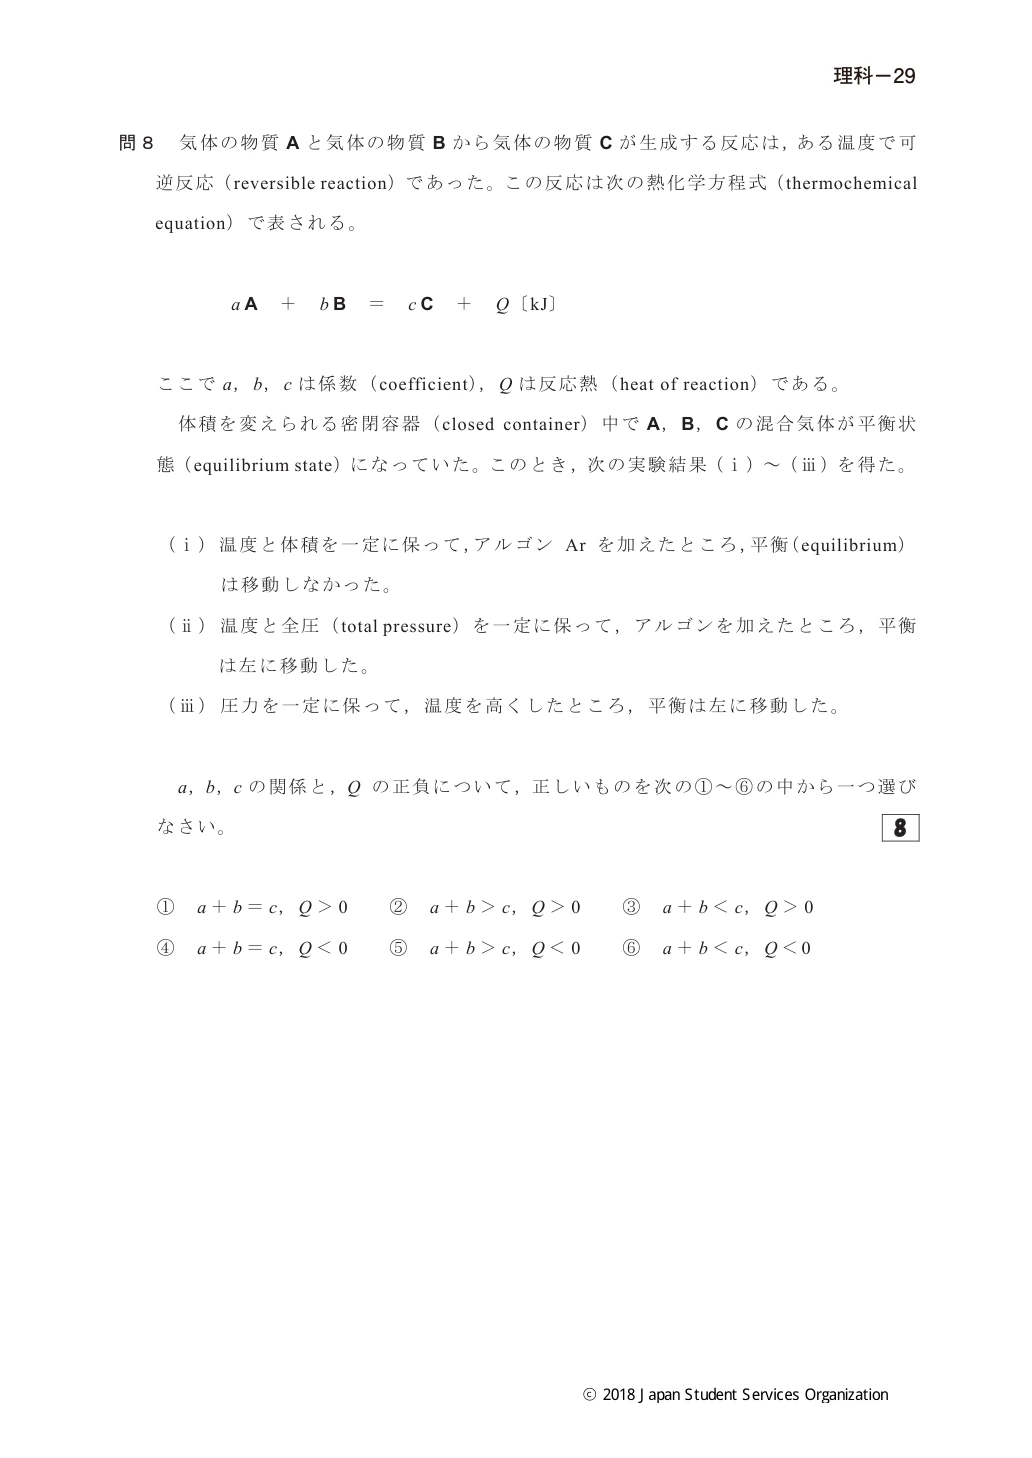 理科－29
問８　気体の物質 A と気体の物質 B から気体の物質 C が生成する反応は，ある温度で可
逆反応（reversible reaction）であった。この反応は次の熱化学方程式（thermochemical
equation）で表される。
a A　＋　b B　＝　c C　＋　Q〔kJ〕
ここで a，b，c は係数（coefficient），Q は反応熱（heat of reaction）である。
体積を変えられる密閉容器（closed container）中で A，B，C の混合気体が平衡状
態（equilibrium state）になっていた。このとき，次の実験結果（ⅰ）～（ⅲ）を得た。
（ⅰ）温度と体積を一定に保って，アルゴン Ar を加えたところ，平衡（equilibrium）
は移動しなかった。
（ⅱ）温度と全圧（total pressure）を一定に保って，アルゴンを加えたところ，平衡
は左に移動した。
（ⅲ）圧力を一定に保って，温度を高くしたところ，平衡は左に移動した。
a，b，c の関係と，Q の正負について，正しいものを次の①～⑥の中から一つ選び
なさい。 8
①　a＋b＝c，Q＞0　②　a＋b＞c，Q＞0　③　a＋b＜c，Q＞0
④　a＋b＝c，Q＜0　⑤　a＋b＞c，Q＜0　⑥　a＋b＜c，Q＜0
© 2018 Japan Student Services Organization